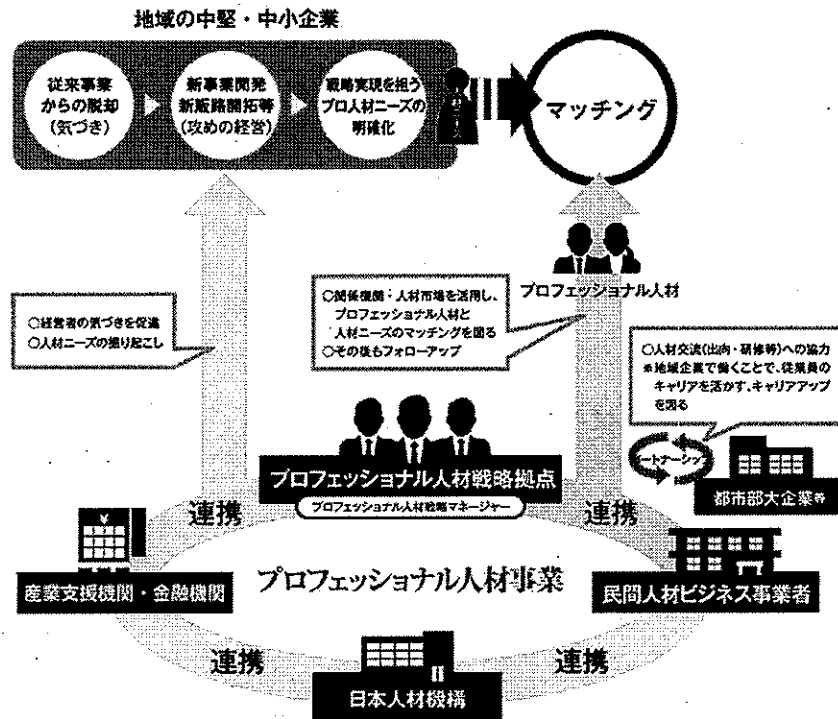 地域の中堅・中小企業
従来事業
からの脱却
(気づき)
新事業開発
新販路開拓等
(攻めの経営)
戦略実現を担う
プロ人材ニーズの
明確化
マッチング
○経営者の気づきを促進
○人材ニーズの掘り起こし
○関係機関・人材市場を活用し、
プロフェッショナル人材と
人材ニーズのマッチングを図る
○その後もフォローアップ
プロフェッショナル人材
○人材交流(出向・研修等)への協力
※地域企業で働くことで、従業員の
キャリアを活かす、キャリアアップ
を図る
パートナーシップ
都市部大企業等
プロフェッショナル人材戦略拠点
プロフェッショナル人材戦略マネージャー
連携
連携
産業支援機関・金融機関
プロフェッショナル人材事業
民間人材ビジネス事業者
連携
連携
日本人材機構